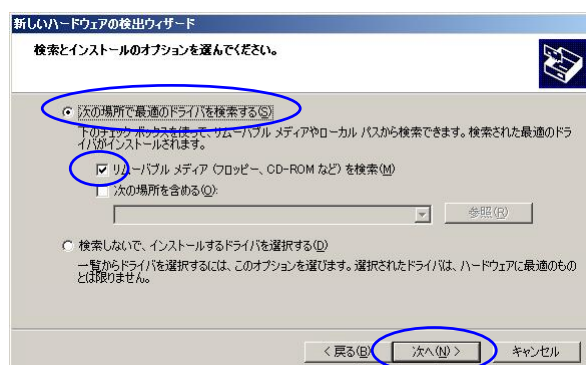 新しいハードウェアの検出ウィザード
検索とインストールのオプションを選んでください。
次の場所で最適のドライバを検索する(S)
下のチェック ボックスを使って、リムーバブル メディアやローカル パスから検索できます。検索された最適のドラ
イバがインストールされます。
リムーバブル メディア (フロッピー、CD-ROM など) を検索(M)
次の場所を含める(O):
参照(R)
検索しないで、インストールするドライバを選択する(D)
一覧からドライバを選択するには、このオプションを選びます。選択されたドライバは、ハードウェアに最適のもの
とは限りません。
< 戻る(B) 次へ(N) > キャンセル